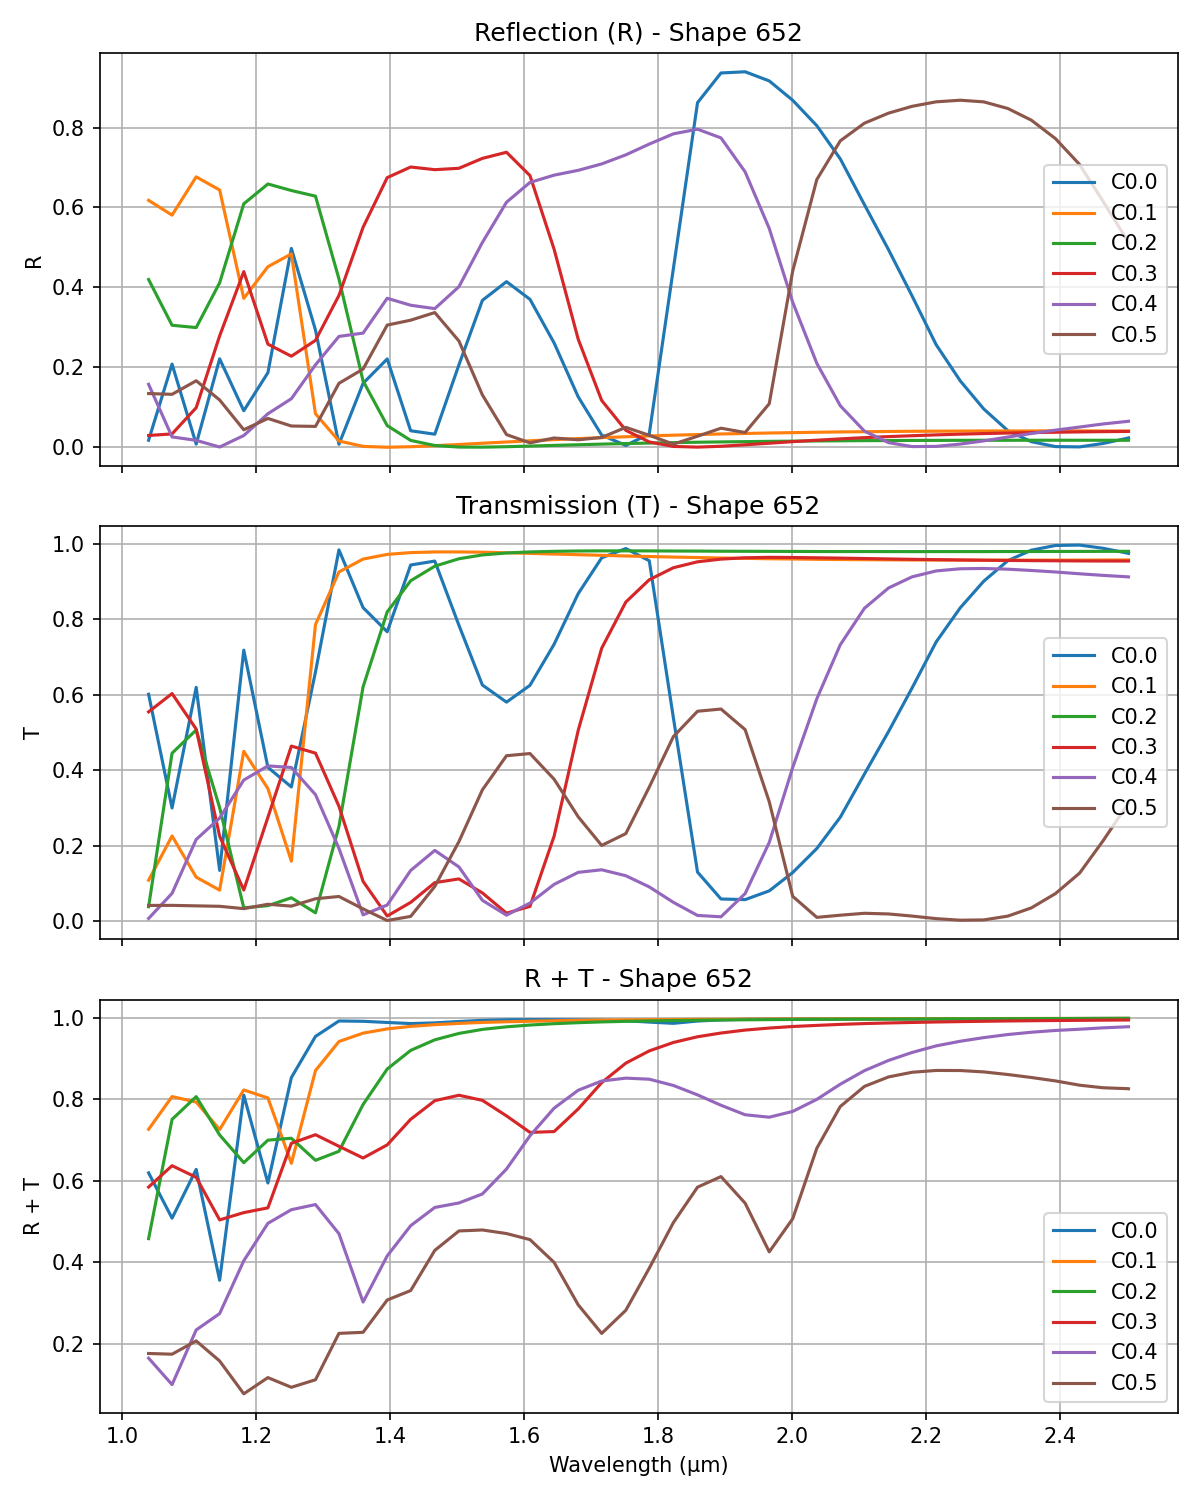 Reflection (R) - Shape 652
0.8
0.6
0.4
0.2
0.0
R
C0.0
C0.1
C0.2
C0.3
C0.4
C0.5
Transmission (T) - Shape 652
1.0
0.8
0.6
0.4
0.2
0.0
T
C0.0
C0.1
C0.2
C0.3
C0.4
C0.5
R + T - Shape 652
1.0
0.8
0.6
0.4
0.2
R + T
C0.0
C0.1
C0.2
C0.3
C0.4
C0.5
1.0 1.2 1.4 1.6 1.8 2.0 2.2 2.4
Wavelength (μm)